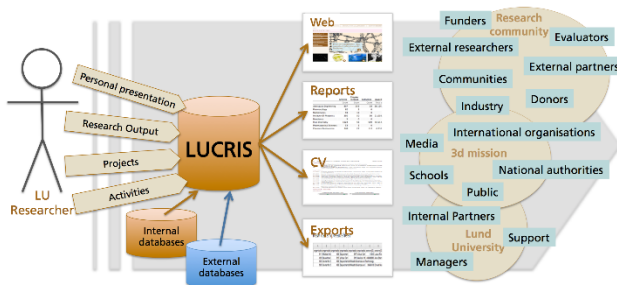 Personal presentation
Research Output
Projects
Activities
LU
Researcher
LUCRIS
Internal
databases
External
databases
Web
Reports
CV
Exports
Funders
Research
community
Evaluators
External researchers
External partners
Communities
Donors
Industry
International organisations
Media
3d mission
National authorities
Schools
Public
Internal Partners
Lund
University
Support
Managers